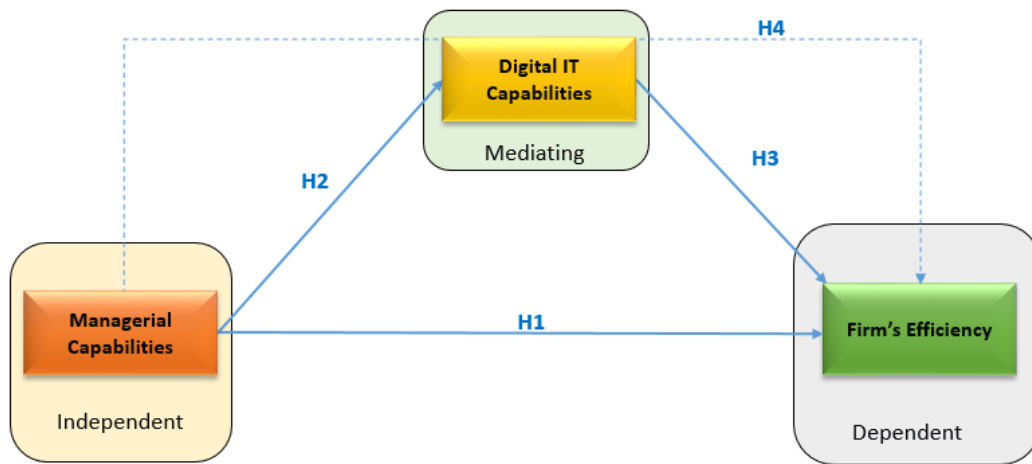 H4
Digital IT
Capabilities
Mediating
H3
H2
Managerial
Capabilities
Independent
H1
Firm’s Efficiency
Dependent